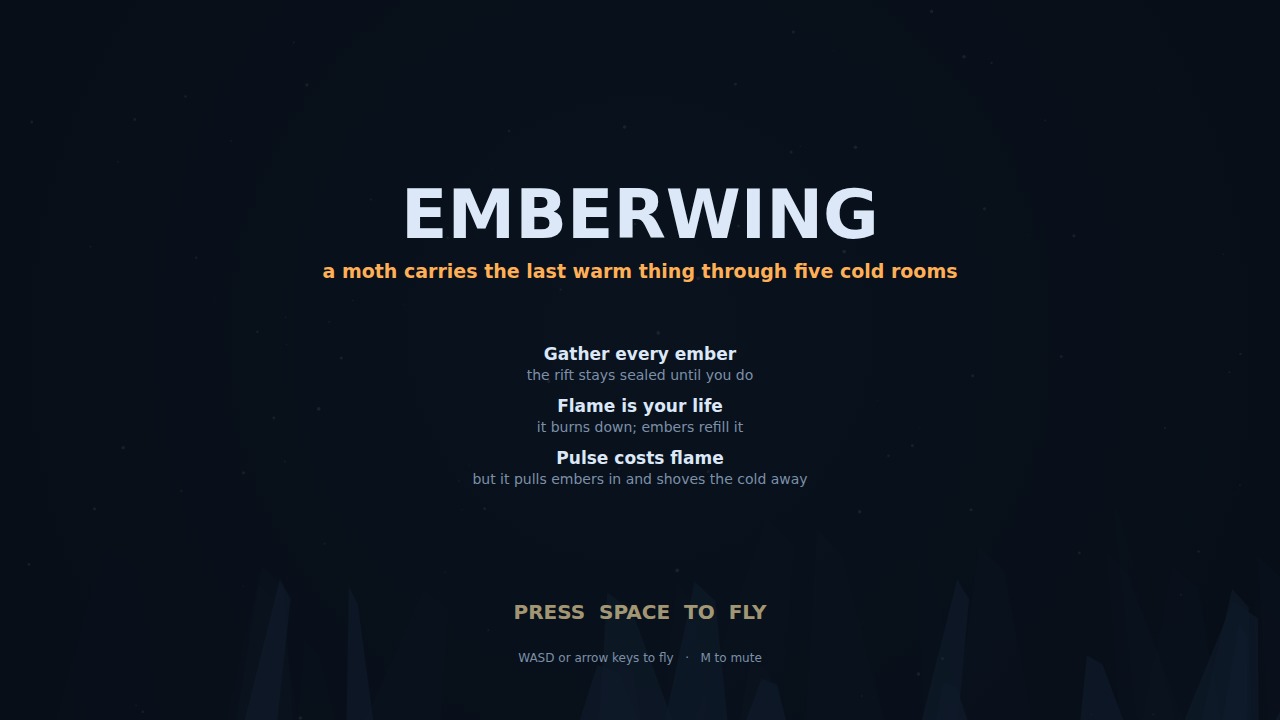 EMBERWING
a moth carries the last warm thing through five cold rooms
Gather every ember
the rift stays sealed until you do
Flame is your life
it burns down; embers refill it
Pulse costs flame
but it pulls embers in and shoves the cold away
PRESS SPACE TO FLY
WASD or arrow keys to fly · M to mute